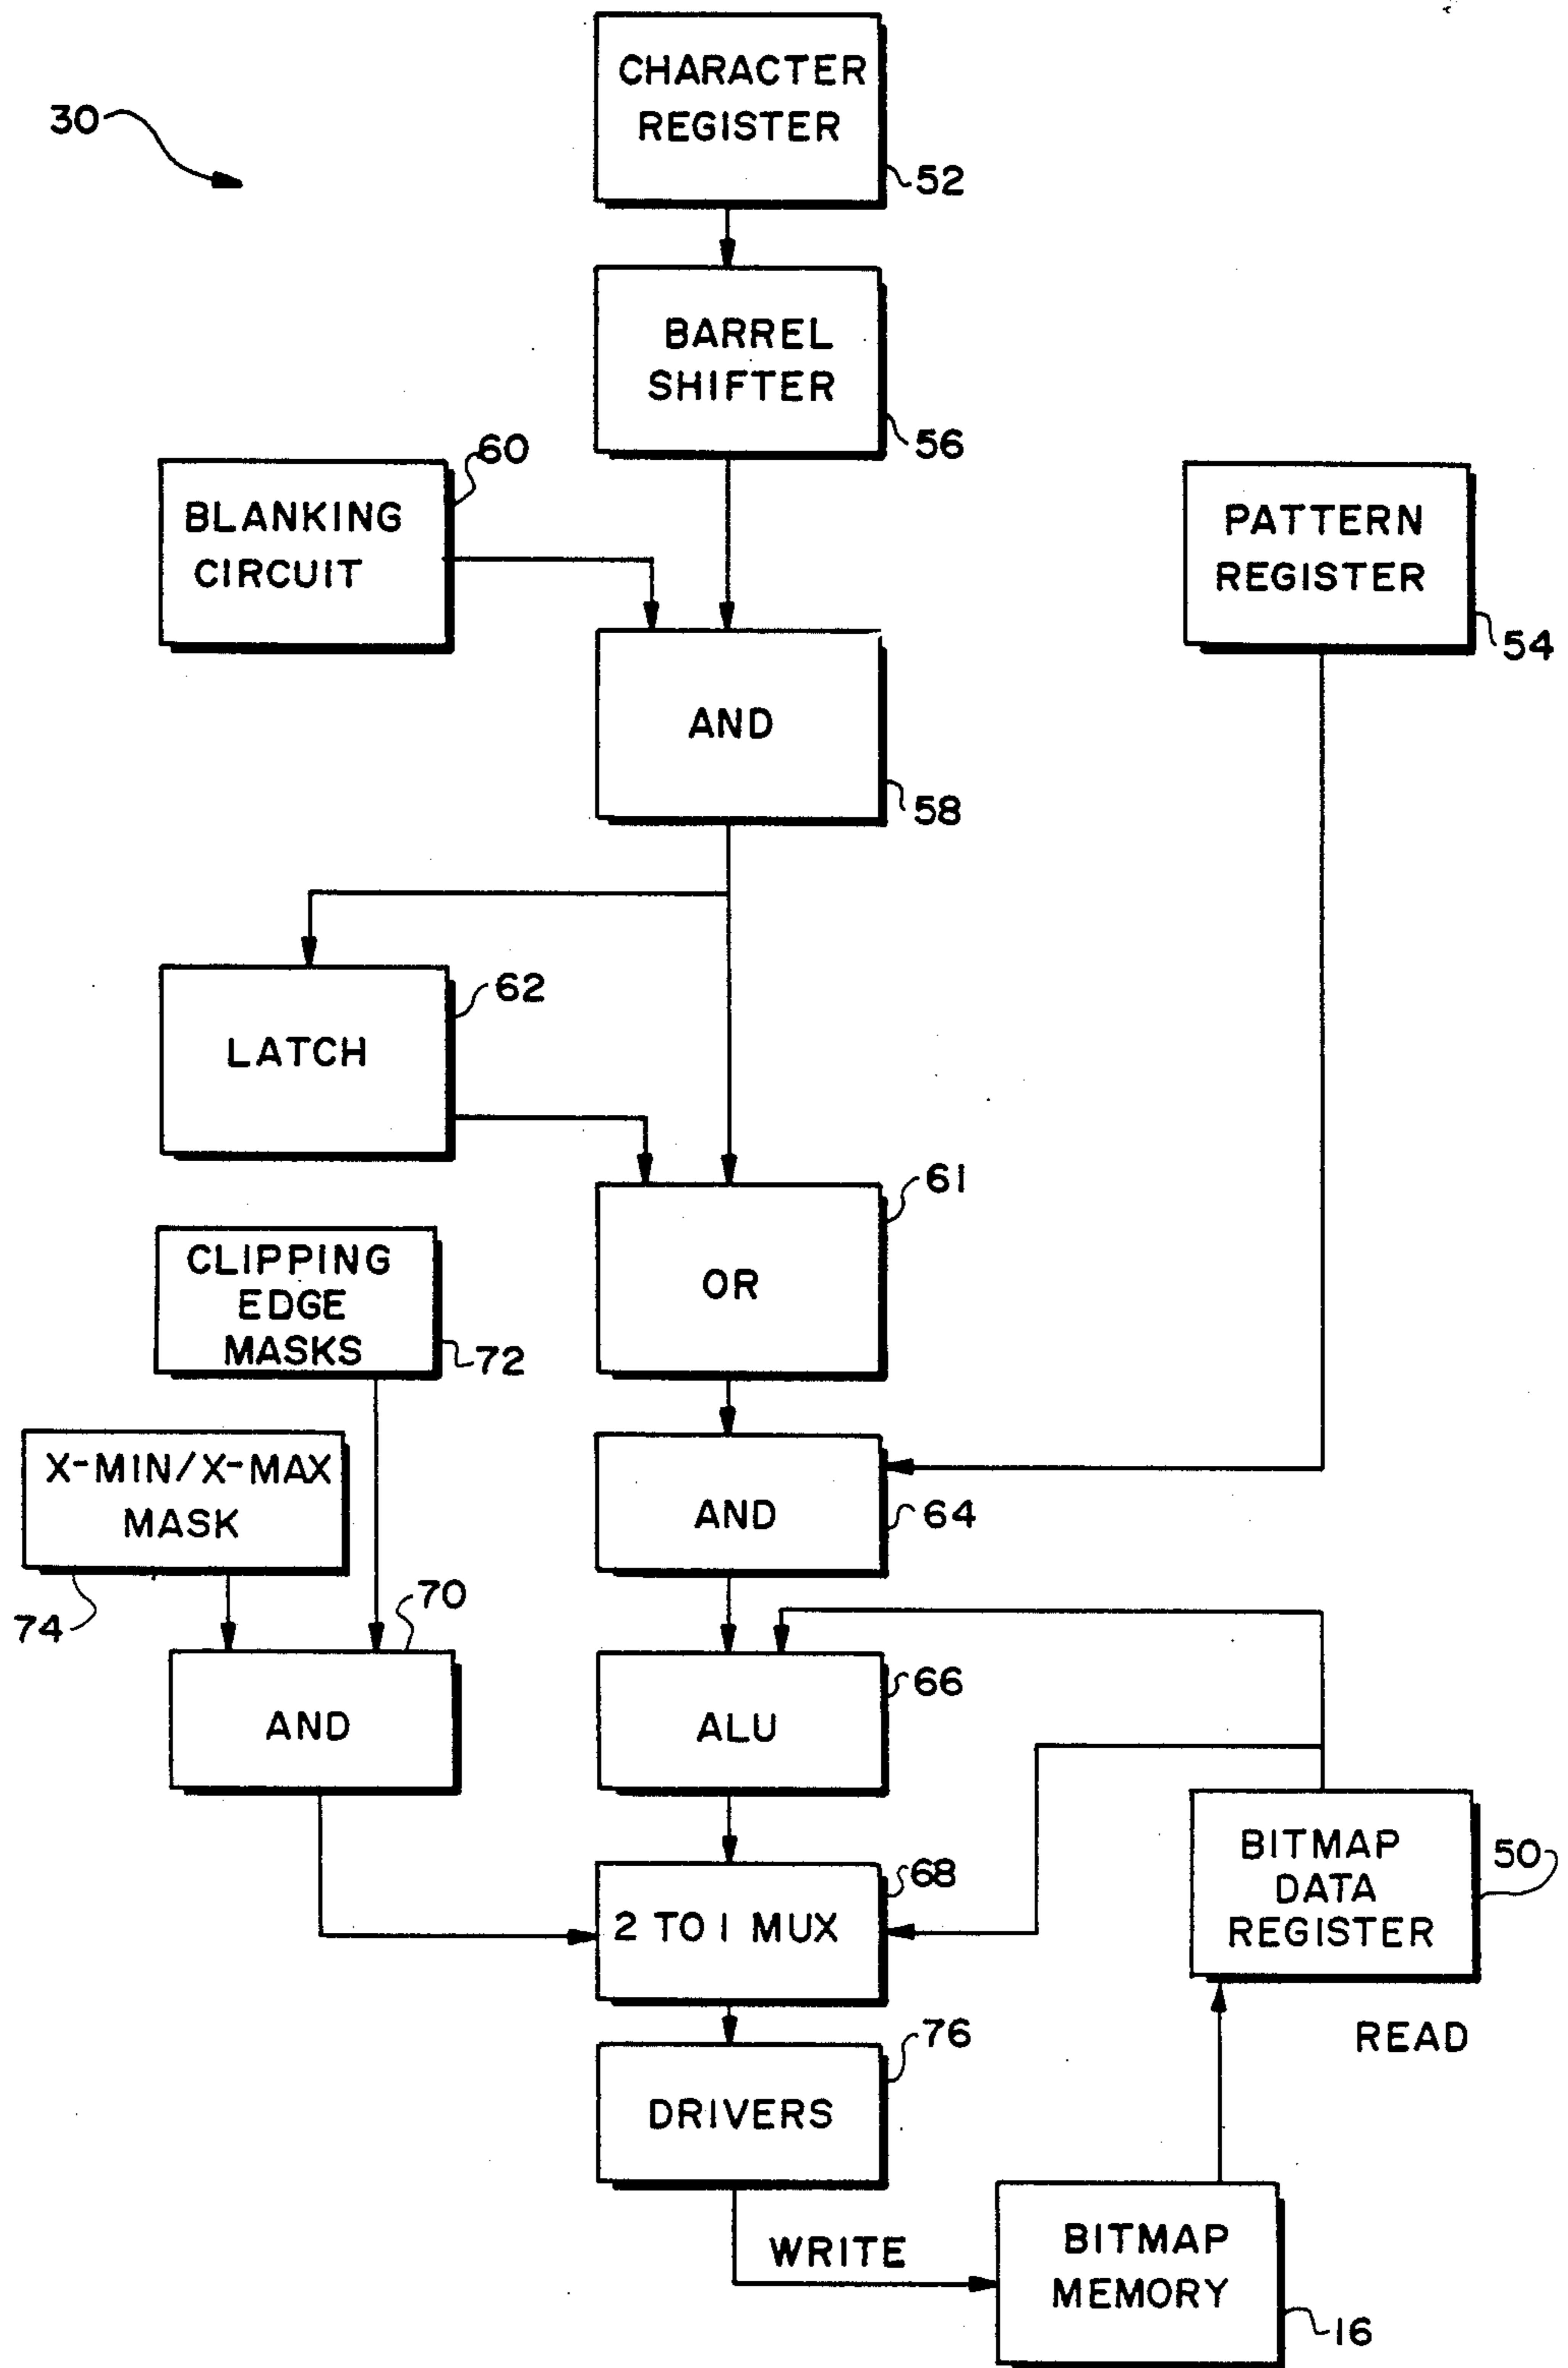 30
CHARACTER
REGISTER
52
BARREL
SHIFTER
56
60
BLANKING
CIRCUIT
PATTERN
REGISTER
54
AND
58
62
LATCH
61
OR
CLIPPING
EDGE
MASKS
72
X-MIN/X-MAX
MASK
74
AND
64
70
AND
ALU
66
68
2 TO 1 MUX
BITMAP
DATA
REGISTER
50
READ
76
DRIVERS
WRITE
BITMAP
MEMORY
16